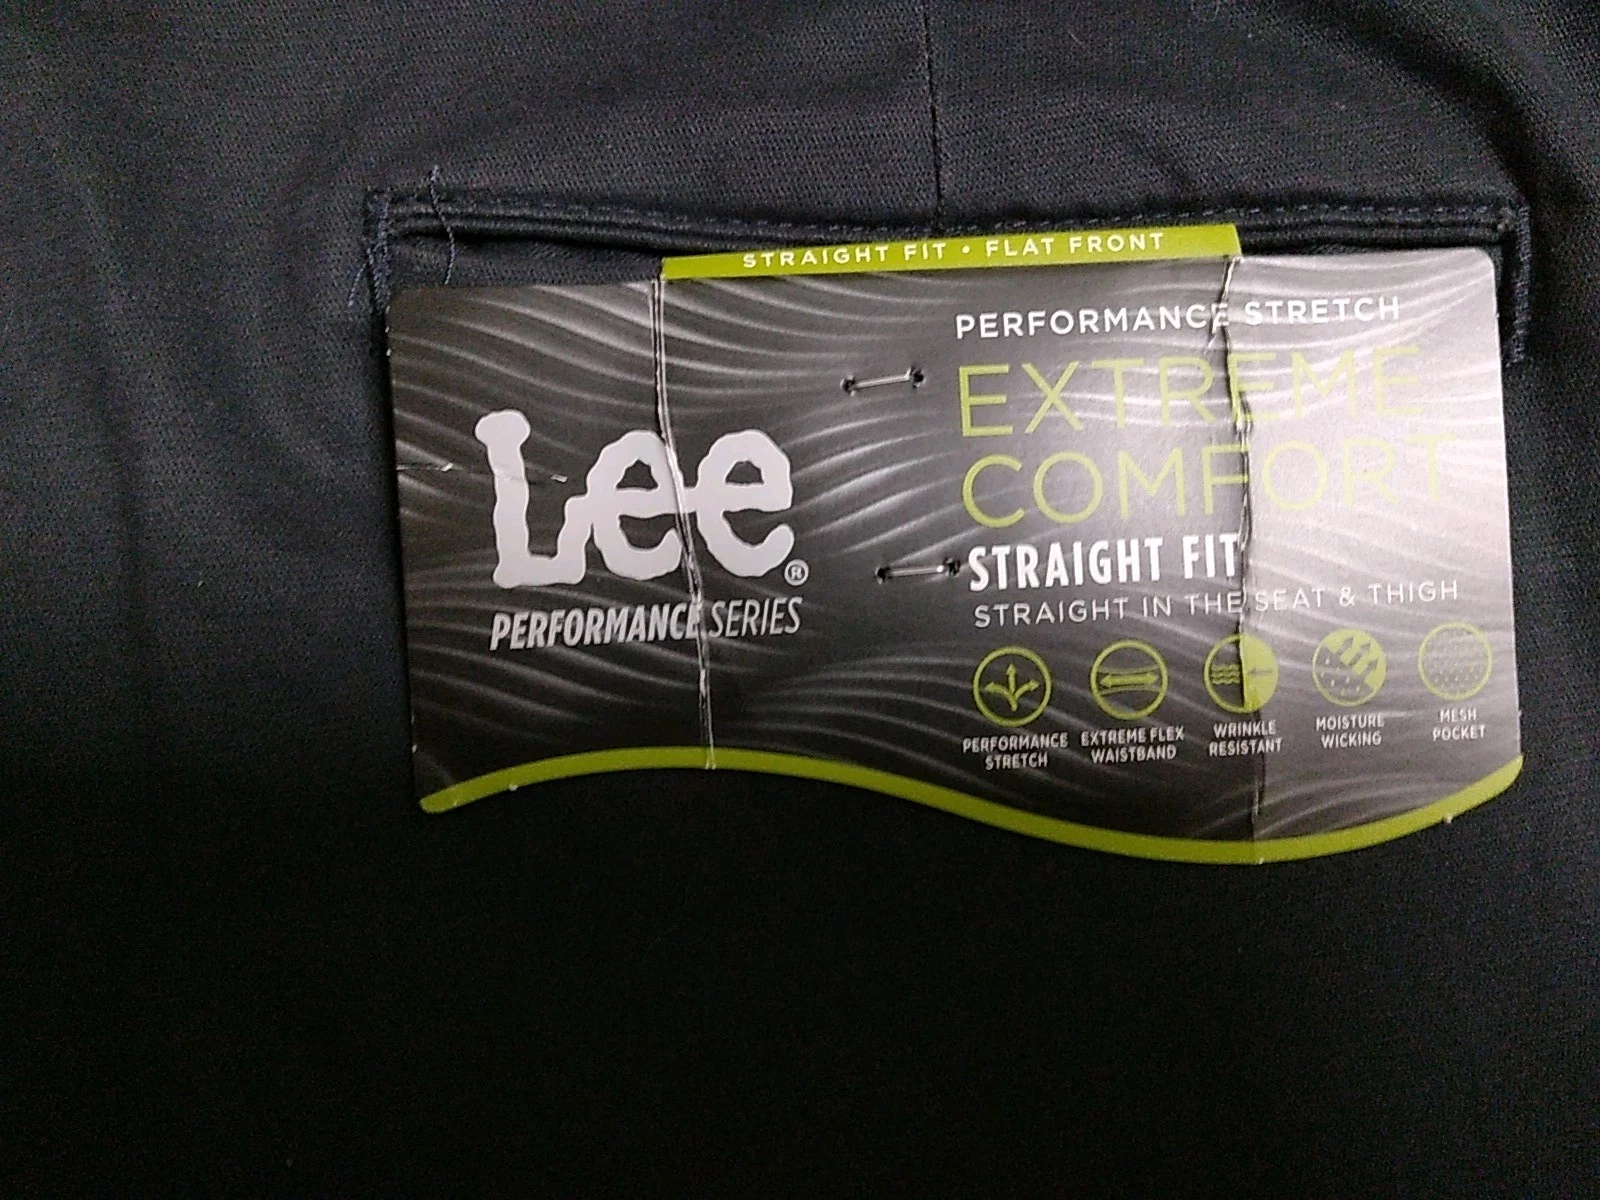 STRAIGHT FIT • FLAT FRONT
Lee®
PERFORMANCE SERIES
PERFORMANCE STRETCH
EXTREME
COMFORT
STRAIGHT FIT
STRAIGHT IN THE SEAT & THIGH
PERFORMANCE
STRETCH
EXTREME FLEX
WAISTBAND
WRINKLE
RESISTANT
MOISTURE
WICKING
MESH
POCKET